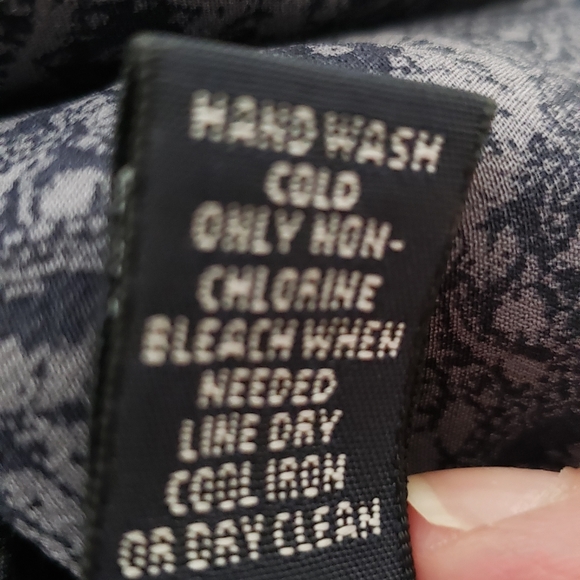 HAND WASH
COLD
ONLY NON-
CHLORINE
BLEACH WHEN
NEEDED
LINE DRY
COOL IRON
OR DRY CLEAN